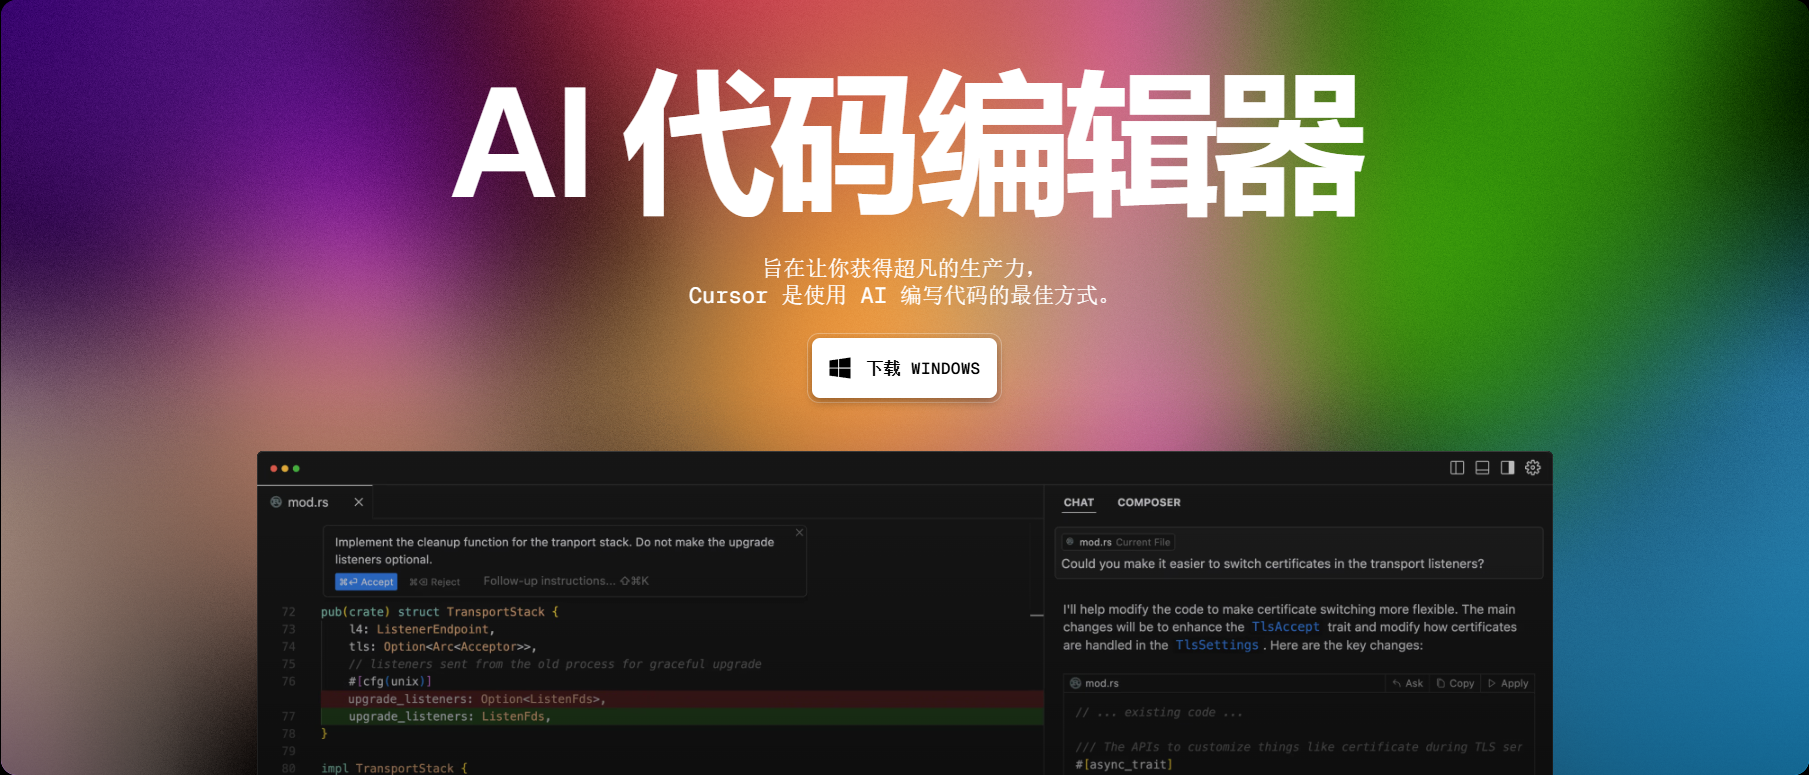 AI 代码编辑器
旨在让你获得超凡的生产力，
Cursor 是使用 AI 编写代码的最佳方式。
下载 WINDOWS
mod.rs
Implement the cleanup function for the tranport stack. Do not make the upgrade
listeners optional.
⌘⏎ Accept ⌘⌫ Reject Follow-up instructions... ⇧⌘K
72 pub(crate) struct TransportStack {
73 l4: ListenerEndpoint,
74 tls: Option<Arc<Acceptor>>,
75 // listeners sent from the old process for graceful upgrade
76 #[cfg(unix)]
upgrade_listeners: Option<ListenFds>,
77 upgrade_listeners: ListenFds,
78 }
79
80 impl TransportStack {
CHAT COMPOSER
mod.rs Current File
Could you make it easier to switch certificates in the transport listeners?
I'll help modify the code to make certificate switching more flexible. The main
changes will be to enhance the TlsAccept trait and modify how certificates
are handled in the TlsSettings. Here are the key changes:
mod.rs Ask Copy Apply
// ... existing code ...
/// The APIs to customize things like certificate during TLS ser
#[async_trait]